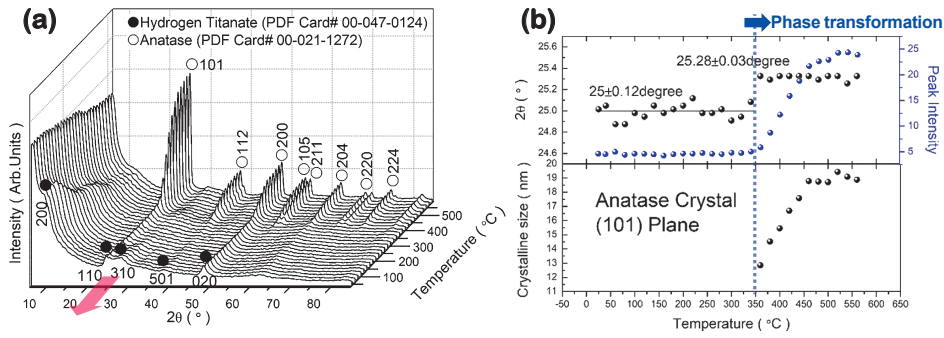 (a)
● Hydrogen Titanate (PDF Card# 00-047-0124)
○ Anatase (PDF Card# 00-021-1272)
○101
○112
○200
○105
○211
○204
○220
○224
200
110
310
501
020
Intensity ( Arb.Units)
10 20 30 40 50 60 70 80
2θ ( ° )
100
200
300
400
500
Temperature ( °C)
(b)
Phase transformation
25.6
25.4
25.2
25.0
24.8
24.6
2θ ( ° )
25±0.12degree
25.28±0.03degree
25
20
15
10
5
Peak Intensity
20
19
18
17
16
15
14
13
12
11
Crystalline size ( nm)
Anatase Crystal
(101) Plane
-50 0 50 100 150 200 250 300 350 400 450 500 550 600 650
Temperature ( °C)